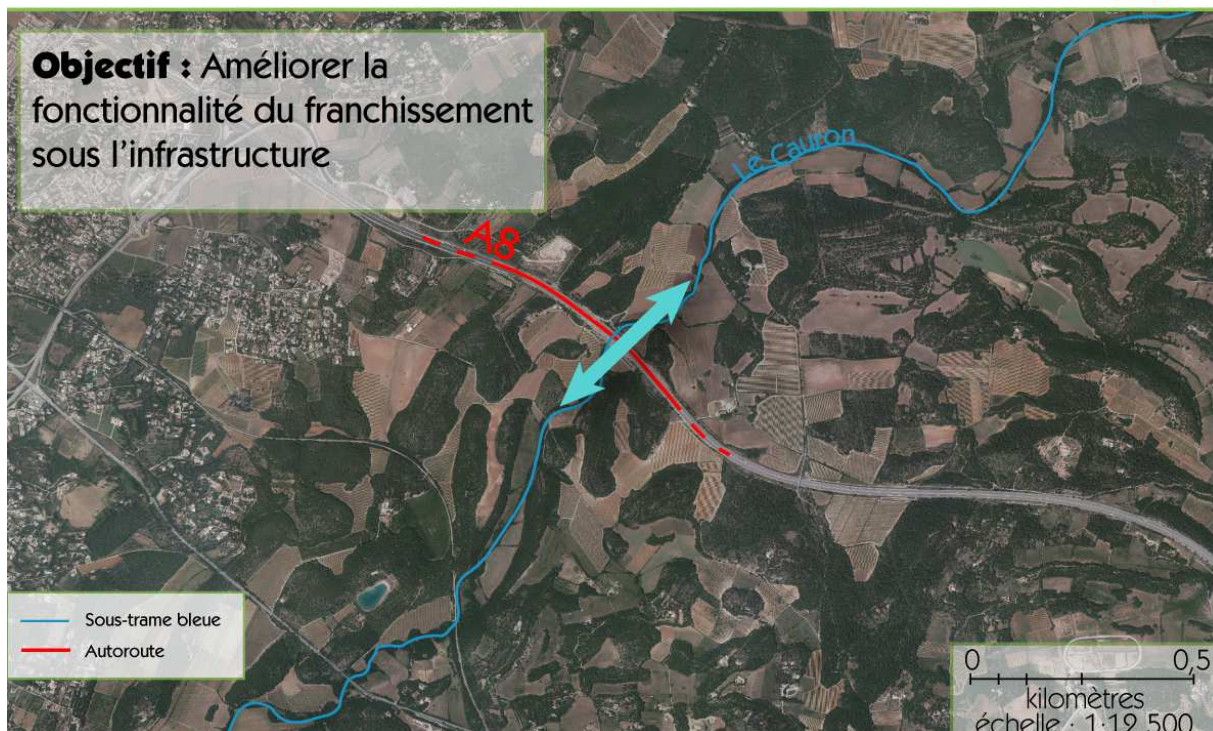 Objectif : Améliorer la
fonctionnalité du franchissement
sous l'infrastructure
Le Cauron
A8
Sous-trame bleue
Autoroute
0 0,5
kilomètres
échelle : 1:12 500